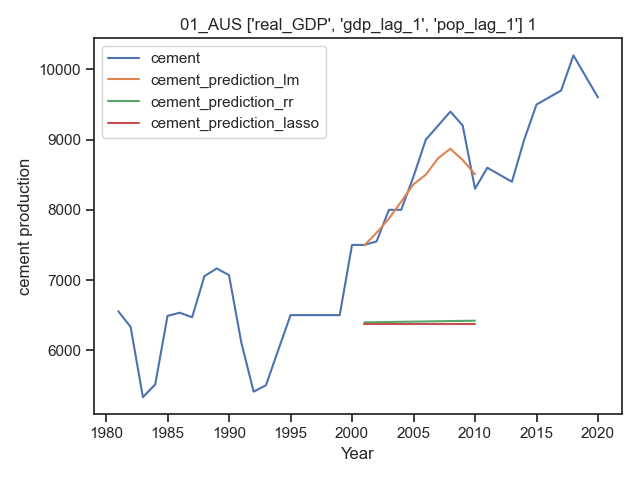 01_AUS ['real_GDP', 'gdp_lag_1', 'pop_lag_1'] 1
cement
cement_prediction_lm
cement_prediction_rr
cement_prediction_lasso
cement production
10000
9000
8000
7000
6000
1980 1985 1990 1995 2000 2005 2010 2015 2020
Year